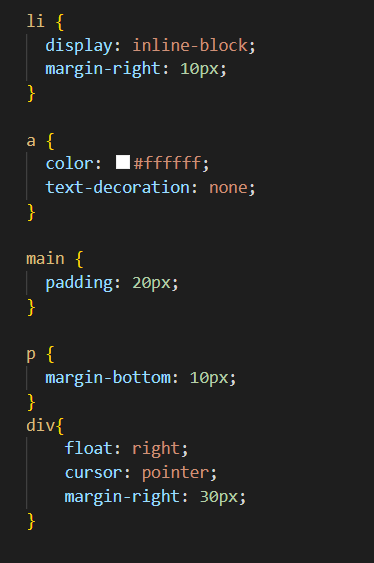 li {
  display: inline-block;
  margin-right: 10px;
}

a {
  color: #ffffff;
  text-decoration: none;
}

main {
  padding: 20px;
}

p {
  margin-bottom: 10px;
}
div{
    float: right;
    cursor: pointer;
    margin-right: 30px;
}